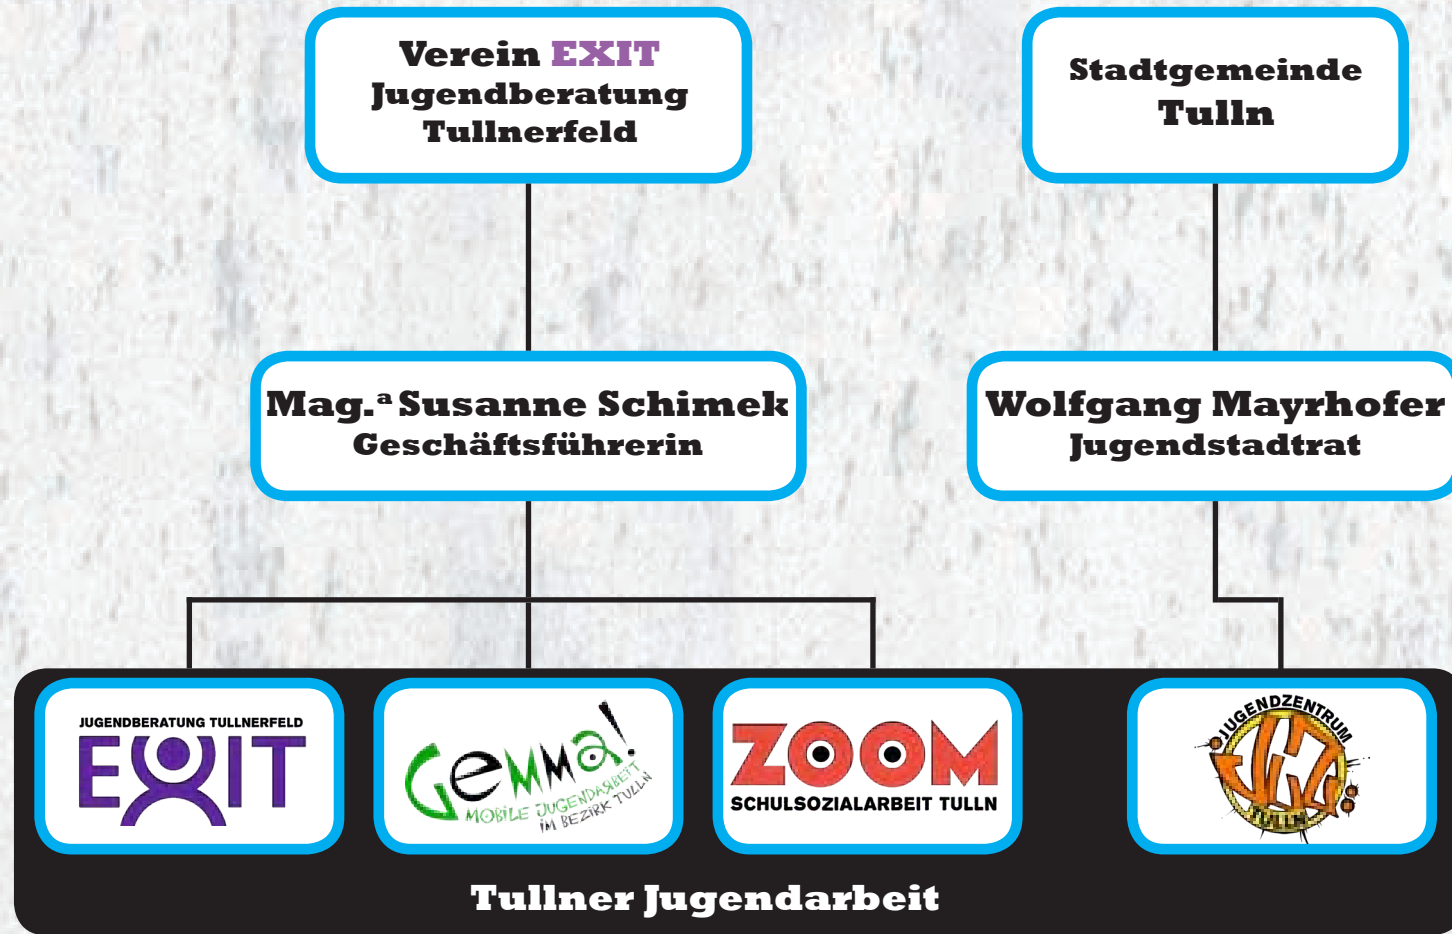 Verein EXIT
Jugendberatung
Tullnerfeld
Stadtgemeinde
Tulln
Mag.ª Susanne Schimek
Geschäftsführerin
Wolfgang Mayrhofer
Jugendstadtrat
JUGENDBERATUNG TULLNERFELD
EXIT
GEMMA!
MOBILE JUGENDARBEIT
IM BEZIRK TULLN
ZOOM
SCHULSOZIALARBEIT TULLN
JUGENDZENTRUM
JUZ
TULLN
Tullner Jugendarbeit